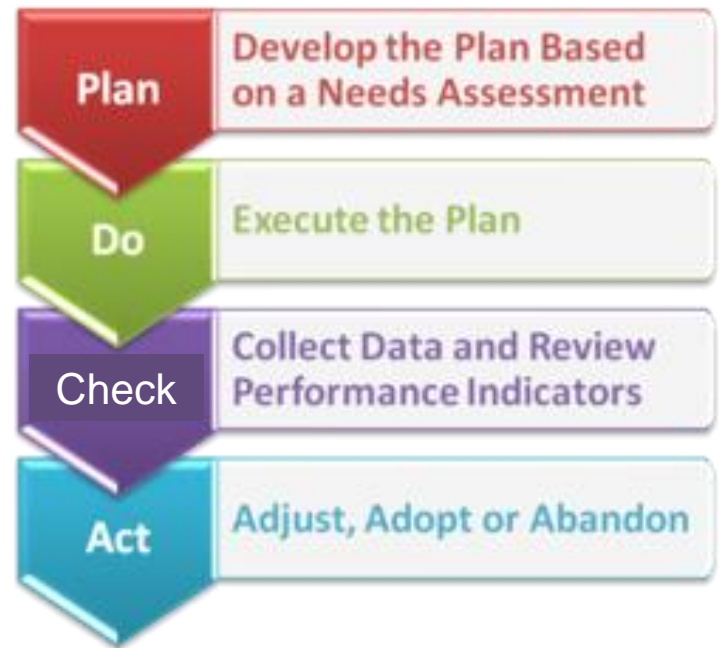 Plan
Develop the Plan Based
on a Needs Assessment
Do
Execute the Plan
Check
Collect Data and Review
Performance Indicators
Act
Adjust, Adopt or Abandon